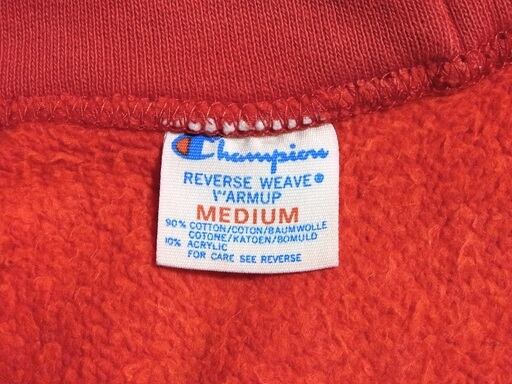 Champion
REVERSE WEAVE®
WARMUP
MEDIUM
90% COTTON/COTON/BAUMWOLLE
COTONE/KATOEN/BOMULD
10% ACRYLIC
FOR CARE SEE REVERSE